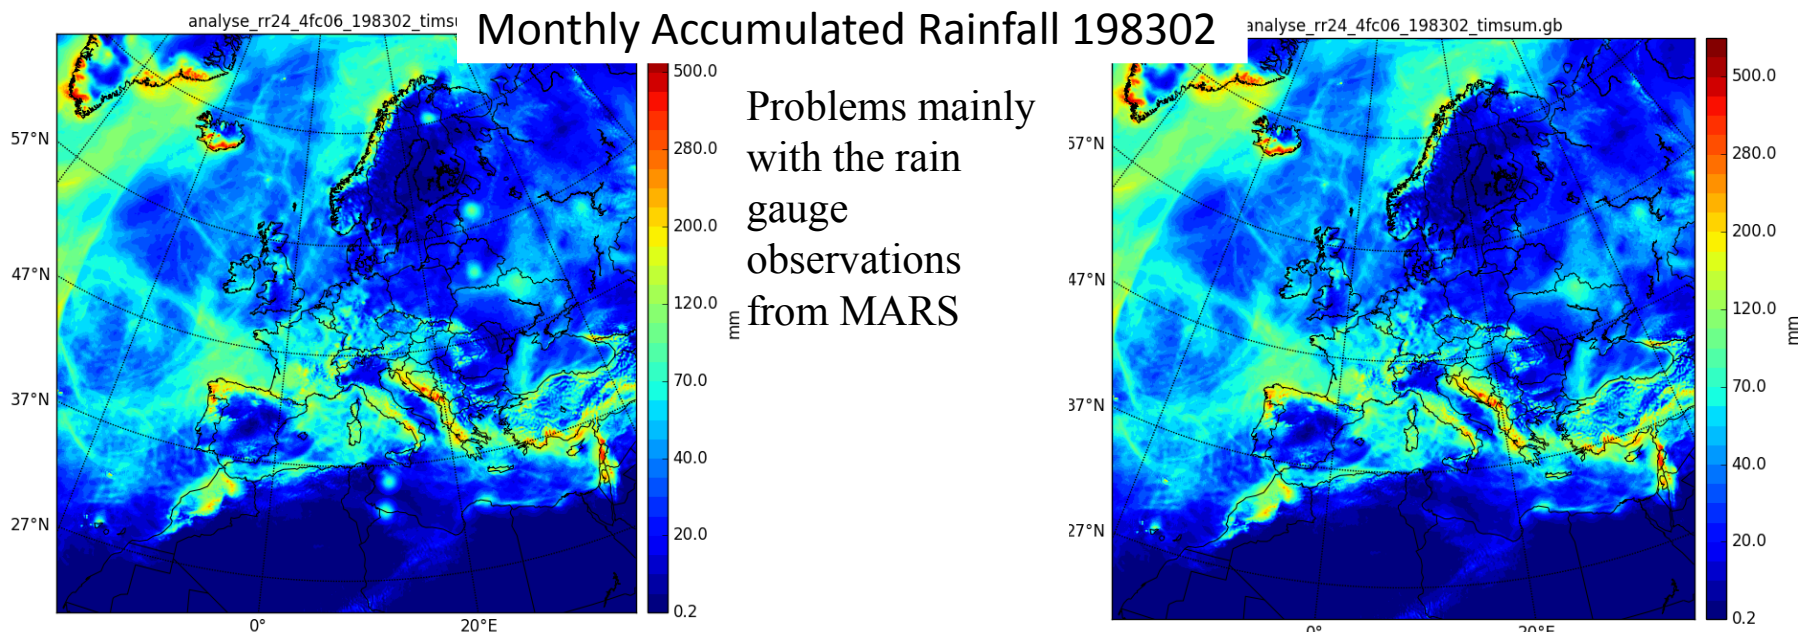 analyse_rr24_4fc06_198302_timsu
Monthly Accumulated Rainfall 198302
analyse_rr24_4fc06_198302_timsum.gb
Problems mainly
with the rain
gauge
observations
from MARS
57°N
47°N
37°N
27°N
0°
20°E
500.0
280.0
200.0
120.0
70.0
40.0
20.0
0.2
mm
57°N
47°N
37°N
27°N
0°
20°E
500.0
280.0
200.0
120.0
70.0
40.0
20.0
0.2
mm